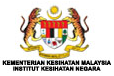 KEMENTERIAN KESIHATAN MALAYSIA
INSTITUT KESIHATAN NEGARA